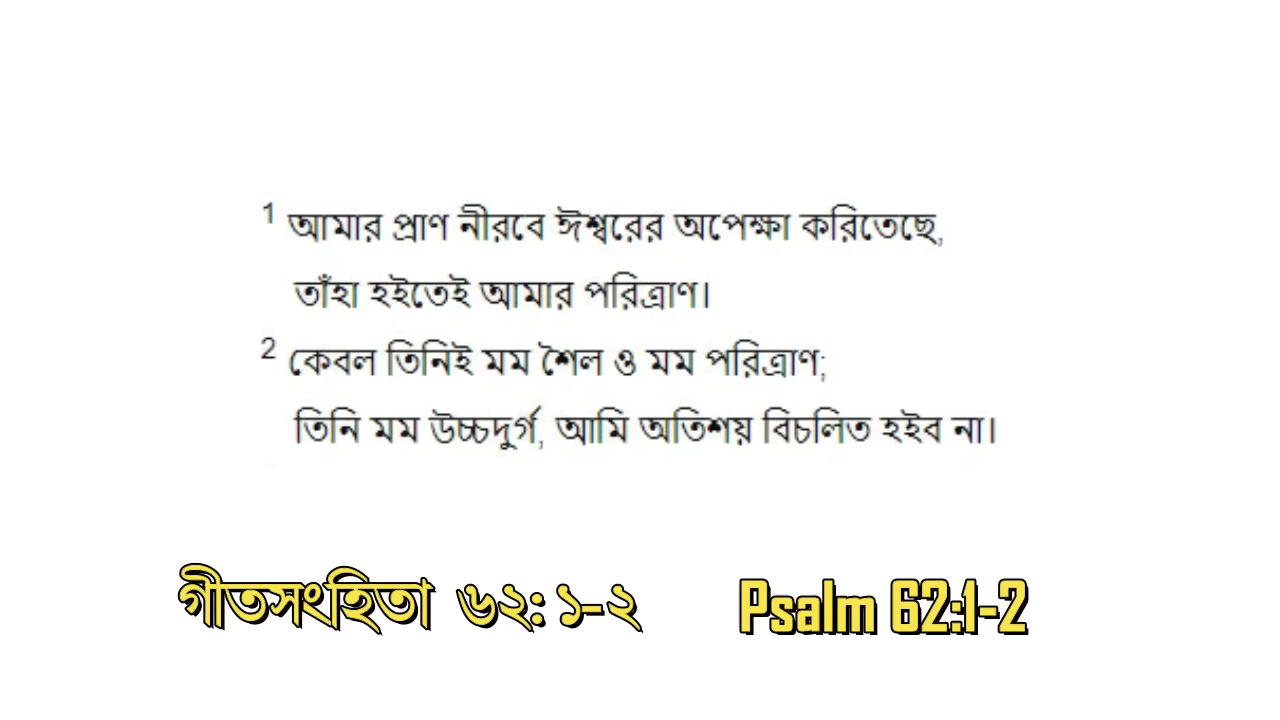 1 আমার প্রাণ নীরবে ঈশ্বরের অপেক্ষা করিতেছে,
তাঁহা হইতেই আমার পরিত্রাণ।
2 কেবল তিনিই মম শৈল ও মম পরিত্রাণ;
তিনি মম উচ্চদুর্গ, আমি অতিশয় বিচলিত হইব না।
গীতসংহিতা ৬২: ১-২ Psalm 62:1-2